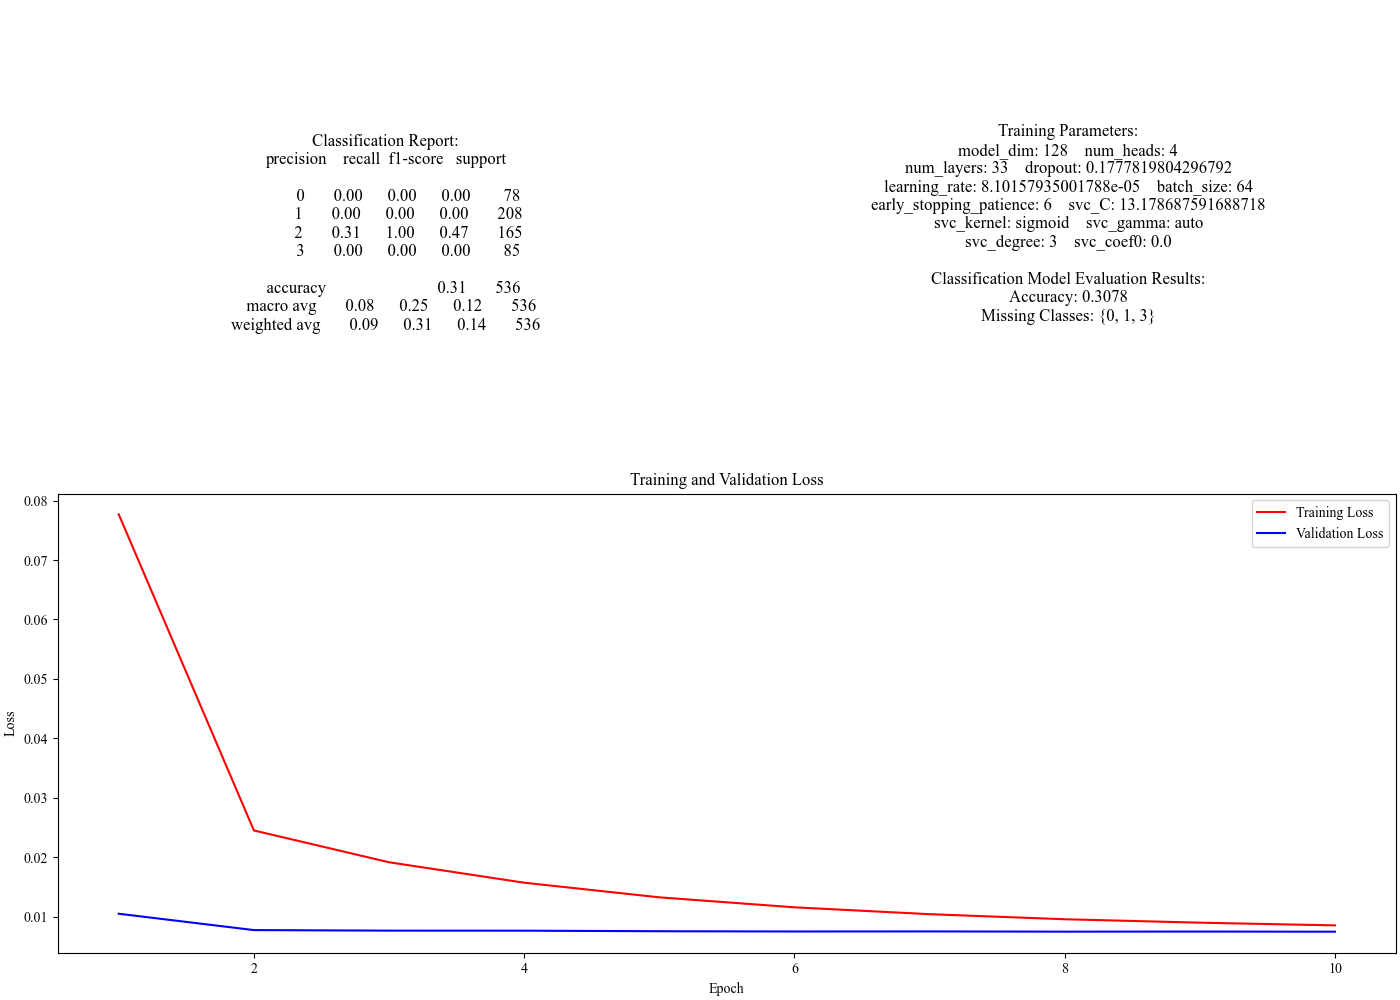 Classification Report:
precision    recall  f1-score   support
0       0.00      0.00      0.00        78
1       0.00      0.00      0.00       208
2       0.31      1.00      0.47       165
3       0.00      0.00      0.00        85
accuracy                           0.31       536
macro avg       0.08      0.25      0.12       536
weighted avg       0.09      0.31      0.14       536
Training Parameters:
model_dim: 128    num_heads: 4
num_layers: 33    dropout: 0.1777819804296792
learning_rate: 8.10157935001788e-05    batch_size: 64
early_stopping_patience: 6    svc_C: 13.178687591688718
svc_kernel: sigmoid    svc_gamma: auto
svc_degree: 3    svc_coef0: 0.0
Classification Model Evaluation Results:
Accuracy: 0.3078
Missing Classes: {0, 1, 3}
Training and Validation Loss
Training Loss
Validation Loss
0.08
0.07
0.06
0.05
0.04
0.03
0.02
0.01
Loss
2
4
6
8
10
Epoch